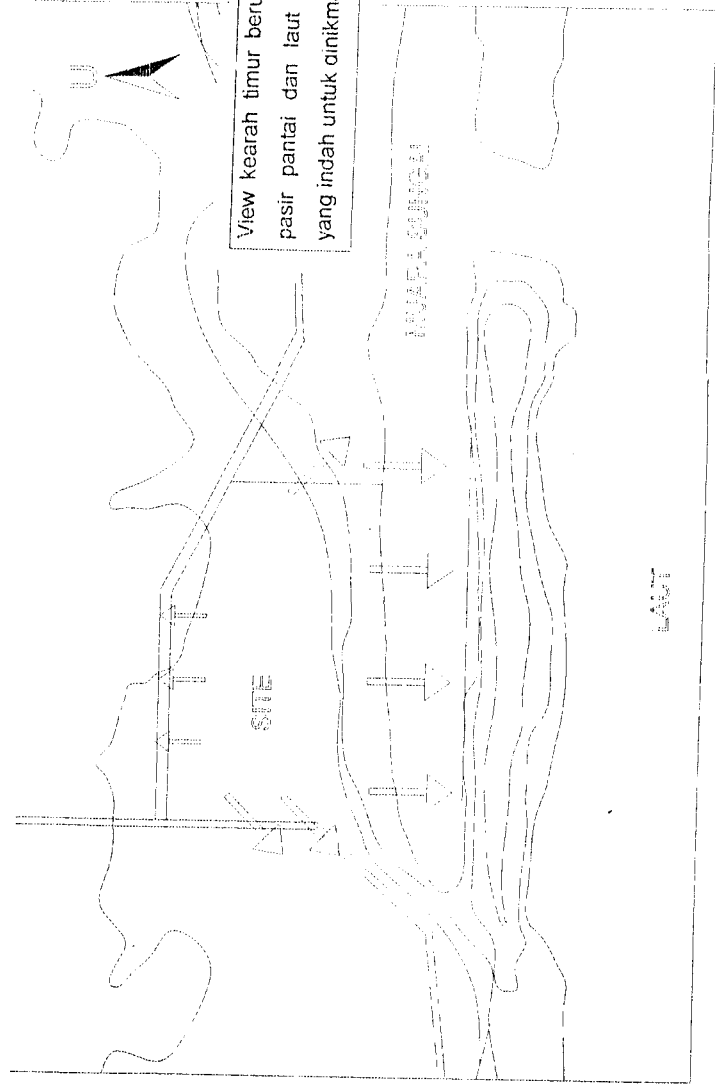 View kearah timur beru
pasir pantai dan laut
yang indah untuk dinikm
MUARA SUNGAI
SITE
LAUT
U